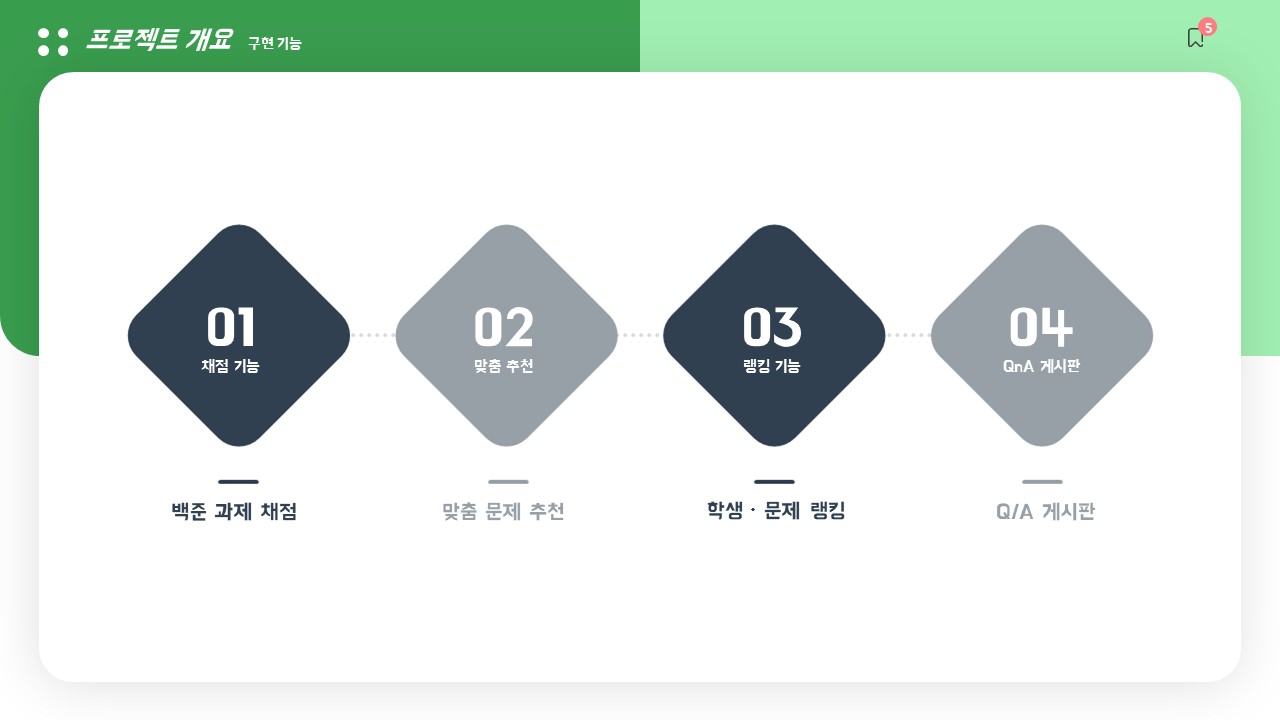 프로젝트 개요 구현 기능
5
01
채점 기능
02
맞춤 추천
03
랭킹 기능
04
QnA 게시판
백준 과제 채점
맞춤 문제 추천
학생 · 문제 랭킹
Q/A 게시판